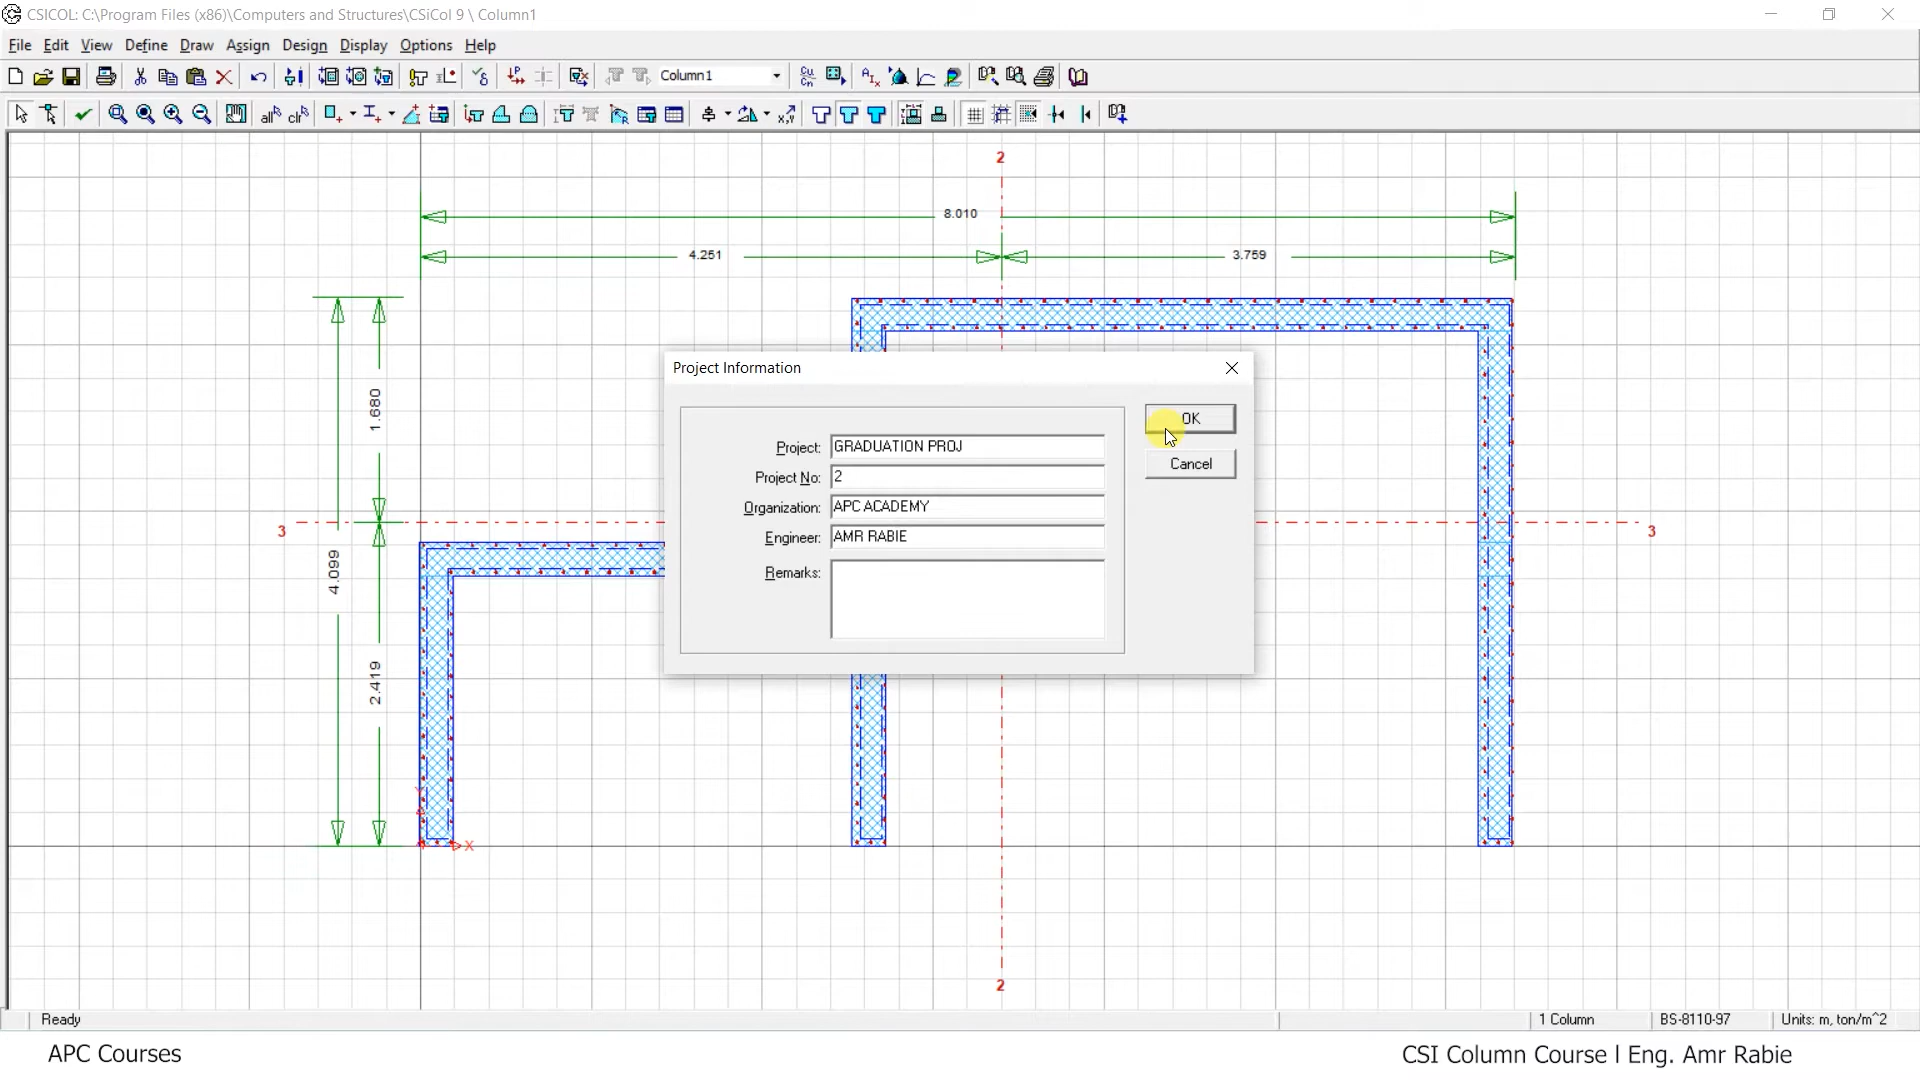 CSICOL: C:\Program Files (x86)\Computers and Structures\CSiCol 9 \ Column1
File Edit View Define Draw Assign Design Display Options Help
Column1
all clr
2
8.010
4.251 3.759
1.680
4.099
2.419
3 3
Project Information
Project: GRADUATION PROJ
Project No: 2
Organization: APC ACADEMY
Engineer: AMR RABIE
Remarks:
OK
Cancel
Y
X
2
Ready 1 Column BS-8110-97 Units: m, ton/m^2
APC Courses CSI Column Course l Eng. Amr Rabie